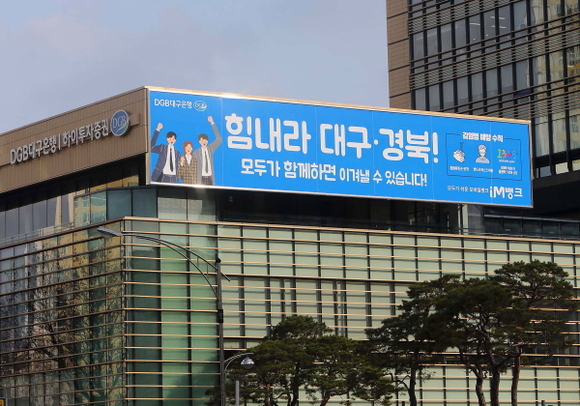 DGB대구은행 | 하이투자증권 DGB
DGB대구은행
힘내라 대구·경북!
모두가 함께하면 이겨낼 수 있습니다!
감염병 예방 수칙
1339
iM뱅크